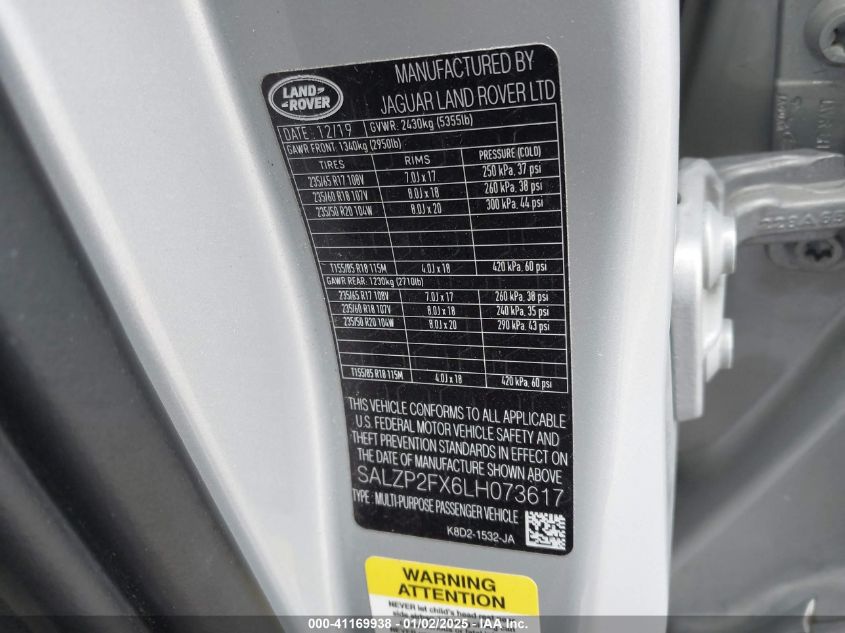 LAND
ROVER
MANUFACTURED BY
JAGUAR LAND ROVER LTD
DATE: 12/19 GVWR: 2430kg (5355lb)
GAWR FRONT: 1340kg (2950lb)
TIRES RIMS PRESSURE (COLD)
235/65 R17 108V 7.0J x 17 250 kPa, 37 psi
235/60 R18 107V 8.0J x 18 260 kPa, 38 psi
235/50 R20 104W 8.0J x 20 300 kPa, 44 psi
T155/85 R18 115M 4.0J x 18 420 kPa, 60 psi
GAWR REAR: 1230kg (2710lb)
235/65 R17 108V 7.0J x 17 260 kPa, 38 psi
235/60 R18 107V 8.0J x 18 240 kPa, 35 psi
235/50 R20 104W 8.0J x 20 290 kPa, 43 psi
T155/85 R18 115M 4.0J x 18 420 kPa, 60 psi
THIS VEHICLE CONFORMS TO ALL APPLICABLE
U.S. FEDERAL MOTOR VEHICLE SAFETY AND
THEFT PREVENTION STANDARDS IN EFFECT ON
THE DATE OF MANUFACTURE SHOWN ABOVE
SALZP2FX6LH073617
TYPE: MULTI-PURPOSE PASSENGER VEHICLE
K8D2-1532-JA
WARNING
ATTENTION
NEVER let child's head rest
000-41169938 - 01/02/2025 - COPART